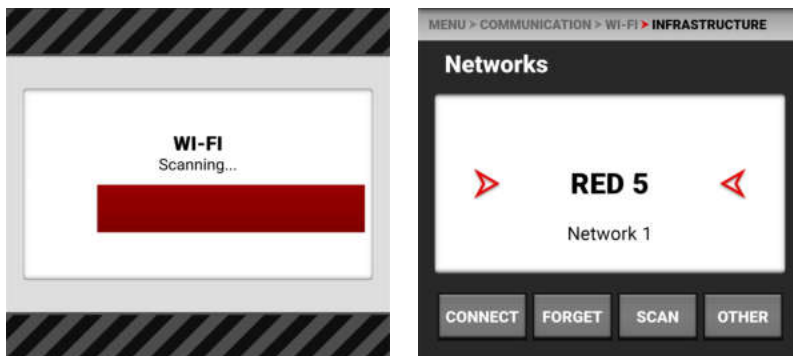 WI-FI
Scanning...
MENU > COMMUNICATION > WI-FI > INFRASTRUCTURE
Networks
RED 5
Network 1
CONNECT FORGET SCAN OTHER